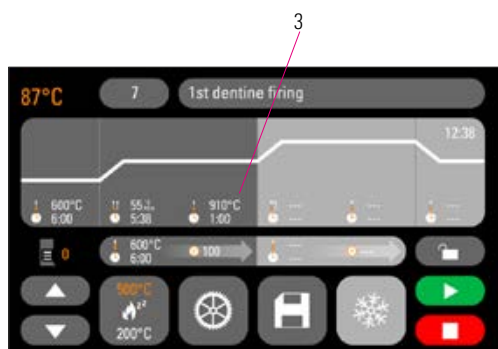 3
87°C 7 1st dentine firing
12:38
600°C 55 910°C --- --- ---
6:00 5:38 1:00 --- --- ---
0 600°C 100 --- ---
6:00 ---
500°C
zz
200°C